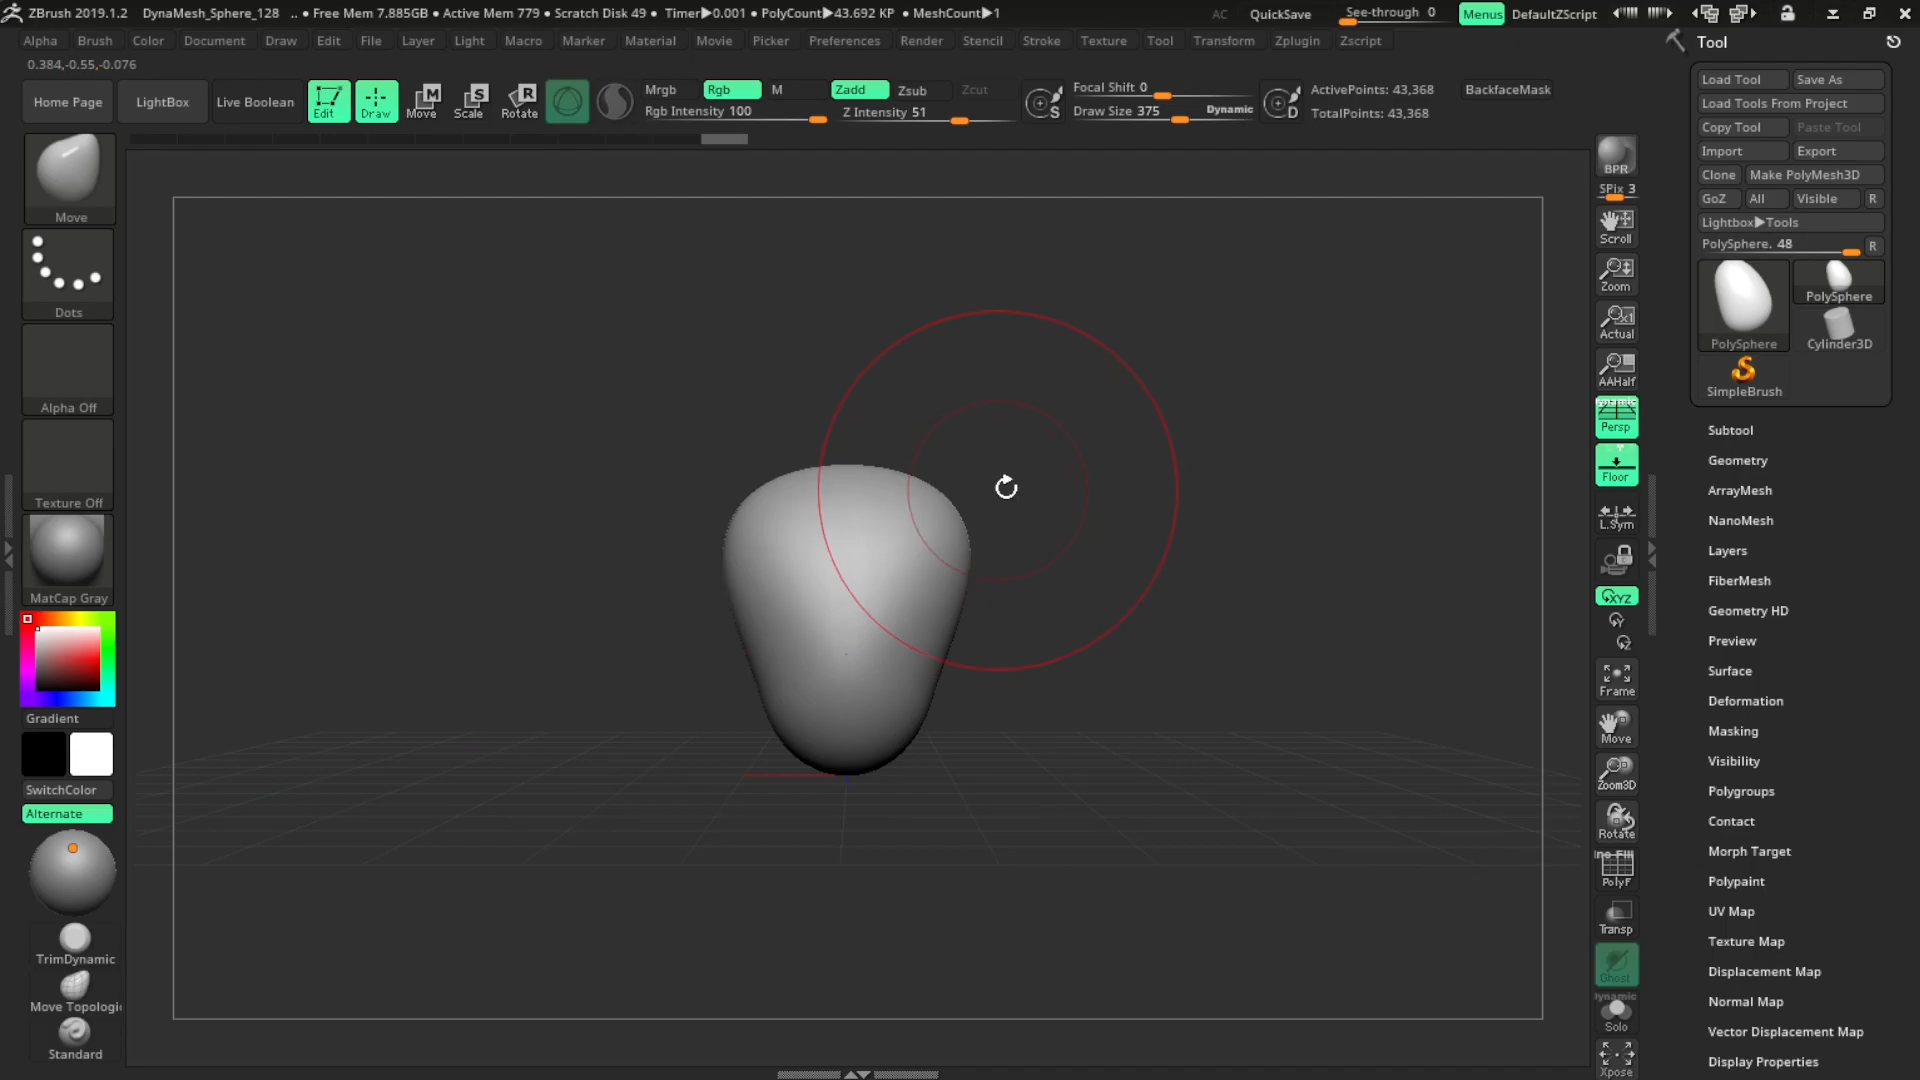 ZBrush 2019.1.2 DynaMesh_Sphere_128 .. • Free Mem 7.885GB • Active Mem 779 • Scratch Disk 49 • Timer▶0.001 • PolyCount▶43.692 KP • MeshCount▶1 AC QuickSave See-through 0 Menus DefaultZScript
Alpha Brush Color Document Draw Edit File Layer Light Macro Marker Material Movie Picker Preferences Render Stencil Stroke Texture Tool Transform Zplugin Zscript
0.384,-0.55,-0.076
Home Page LightBox Live Boolean Edit Draw Move Scale Rotate
M S R
Mrgb Rgb M Zadd Zsub Zcut
Rgb Intensity 100 Z Intensity 51
S Focal Shift 0
Draw Size 375 Dynamic
D ActivePoints: 43,368
TotalPoints: 43,368
BackfaceMask
Move
Dots
Alpha Off
Texture Off
MatCap Gray
Gradient
SwitchColor
Alternate
TrimDynamic
Move Topologi
Standard
BPR
SPix 3
Scroll
Zoom
Actual
AAHalf
Persp
Floor
L.Sym
XYZ
Y
Z
Frame
Move
Zoom3D
Rotate
PolyF
Transp
Ghost
Dynamic
Solo
Xpose
Tool
Load Tool Save As
Load Tools From Project
Copy Tool Paste Tool
Import Export
Clone Make PolyMesh3D
GoZ All Visible R
Lightbox▶Tools
PolySphere. 48 R
PolySphere
PolySphere Cylinder3D
SimpleBrush
Subtool
Geometry
ArrayMesh
NanoMesh
Layers
FiberMesh
Geometry HD
Preview
Surface
Deformation
Masking
Visibility
Polygroups
Contact
Morph Target
Polypaint
UV Map
Texture Map
Displacement Map
Normal Map
Vector Displacement Map
Display Properties